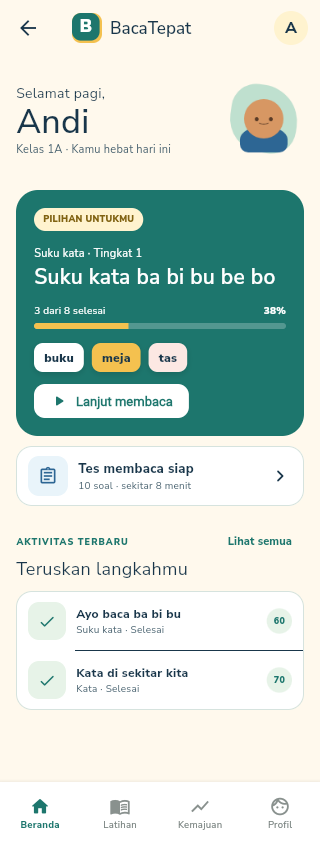 B BacaTepat A
Selamat pagi,
Andi
Kelas 1A · Kamu hebat hari ini
PILIHAN UNTUKMU
Suku kata · Tingkat 1
Suku kata ba bi bu be bo
3 dari 8 selesai 38%
buku meja tas
Lanjut membaca
Tes membaca siap
10 soal · sekitar 8 menit
AKTIVITAS TERBARU Lihat semua
Teruskan langkahmu
Ayo baca ba bi bu
Suku kata · Selesai
60
Kata di sekitar kita
Kata · Selesai
70
Beranda Latihan Kemajuan Profil